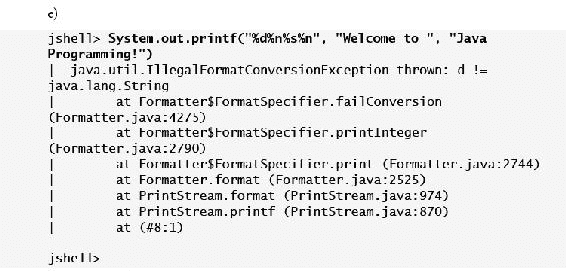 c)
jshell> System.out.printf("%d%n%s%n", "Welcome to ", "Java
Programming!")
| java.util.IllegalFormatConversionException thrown: d !=
java.lang.String
| at Formatter$FormatSpecifier.failConversion
(Formatter.java:4275)
| at Formatter$FormatSpecifier.printInteger
(Formatter.java:2790)
| at Formatter$FormatSpecifier.print (Formatter.java:2744)
| at Formatter.format (Formatter.java:2525)
| at PrintStream.format (PrintStream.java:974)
| at PrintStream.printf (PrintStream.java:870)
| at (#8:1)
jshell>